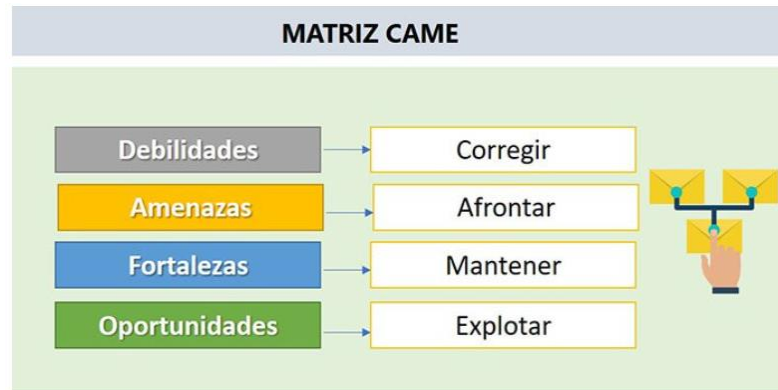 MATRIZ CAME
Debilidades Corregir
Amenazas Afrontar
Fortalezas Mantener
Oportunidades Explotar